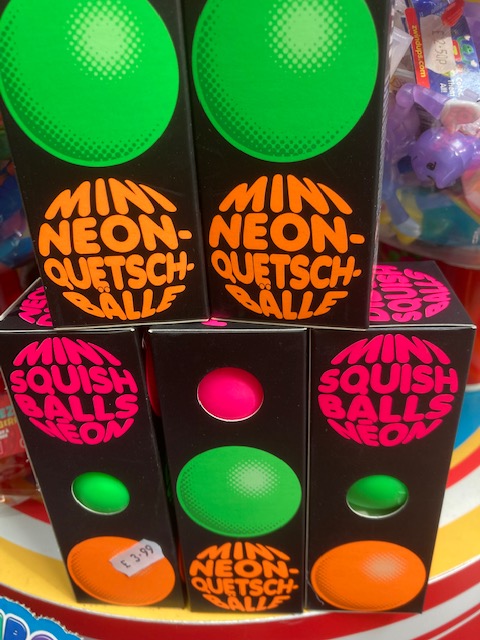 MINI
NEON-
QUETSCH-
BÄLLE
MINI
NEON-
QUETSCH-
BÄLLE
MINI
SQUISH
BALLS
NEON
£3.99
MINI
NEON-
QUETSCH-
BÄLLE
MINI
SQUISH
BALLS
NEON